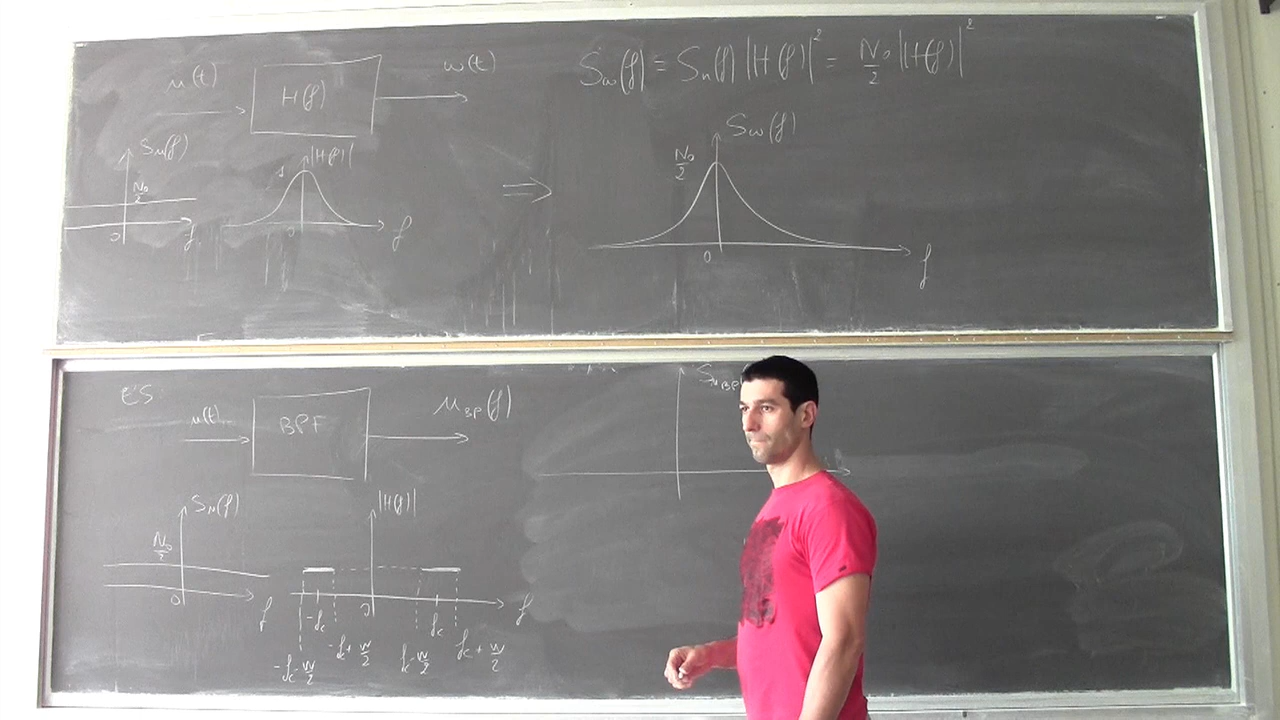 n(t)
H(f)
w(t)
S_w(f) = S_n(f) |H(f)|² = N₀/2 |H(f)|²
S_n(f)
N₀/2
0
f
|H(f)|
1
0
f
⇒
S_w(f)
N₀/2
0
f
ES
n(t)
BPF
n_BP(f)
S_n(f)
N₀/2
0
f
|H(f)|
0
f
-f_c
f_c
-f_c-W/2
-f_c+W/2
f_c-W/2
f_c+W/2